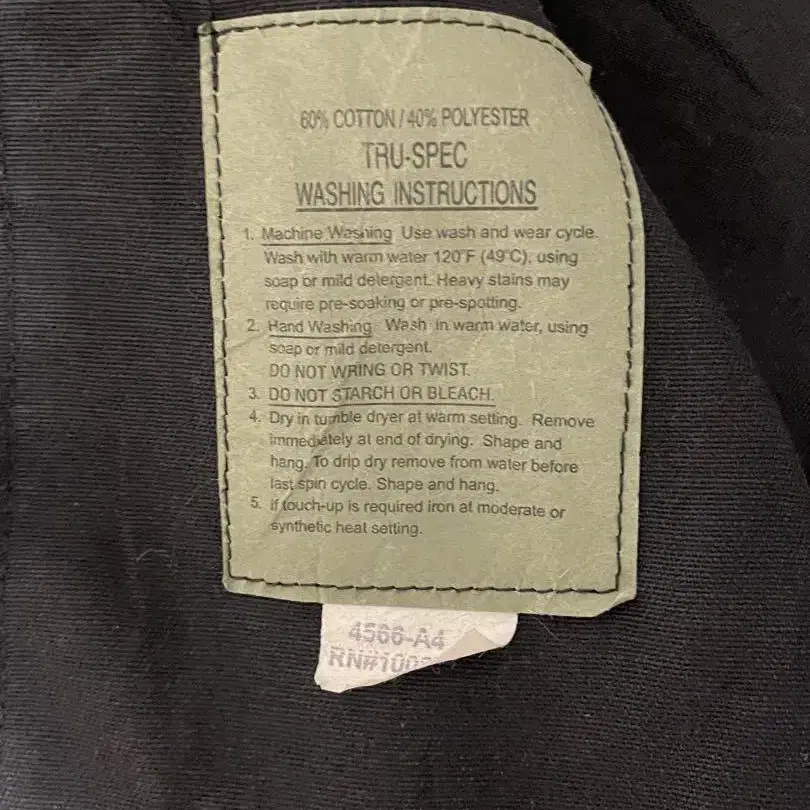 60% COTTON / 40% POLYESTER
TRU-SPEC
WASHING INSTRUCTIONS
1. Machine Washing Use wash and wear cycle.
Wash with warm water 120°F (49°C), using
soap or mild detergent. Heavy stains may
require pre-soaking or pre-spotting.
2. Hand Washing Wash in warm water, using
soap or mild detergent.
DO NOT WRING OR TWIST.
3. DO NOT STARCH OR BLEACH.
4. Dry in tumble dryer at warm setting. Remove
immediately at end of drying. Shape and
hang. To drip dry remove from water before
last spin cycle. Shape and hang.
5. If touch-up is required iron at moderate or
synthetic heat setting.
4566-A4